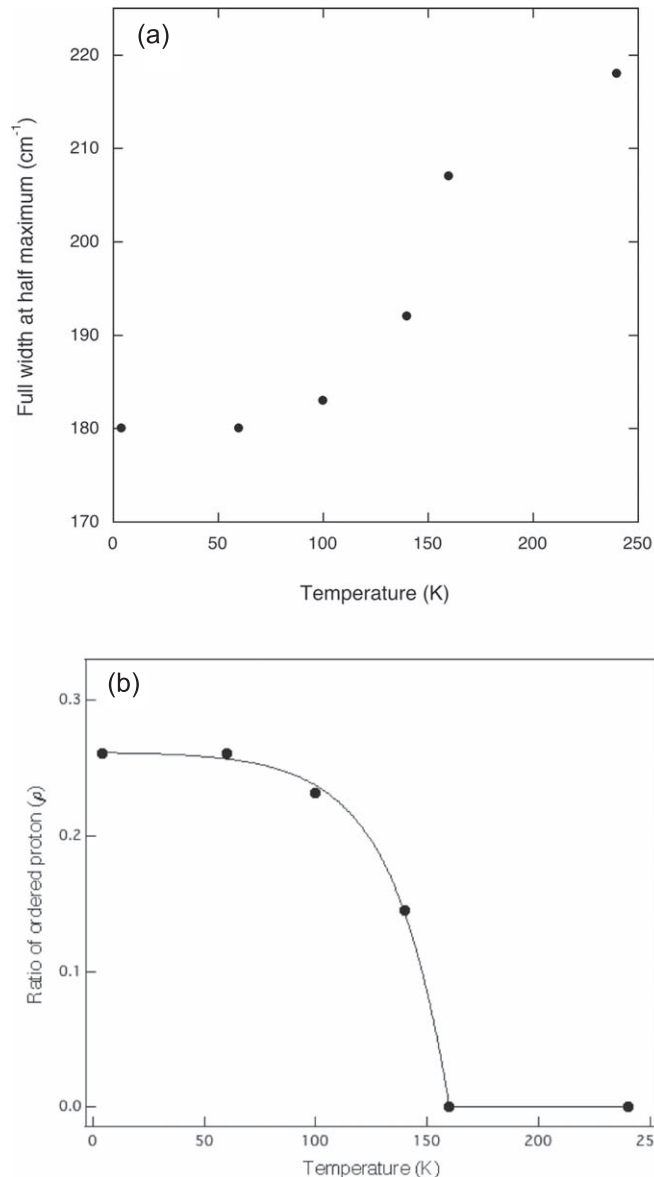 (a)
220
210
200
190
180
170
0 50 100 150 200 250
Full width at half maximum (cm⁻¹)
Temperature (K)
(b)
0.3
0.2
0.1
0.0
0 50 100 150 200 250
Ratio of ordered proton (ρ)
Temperature (K)